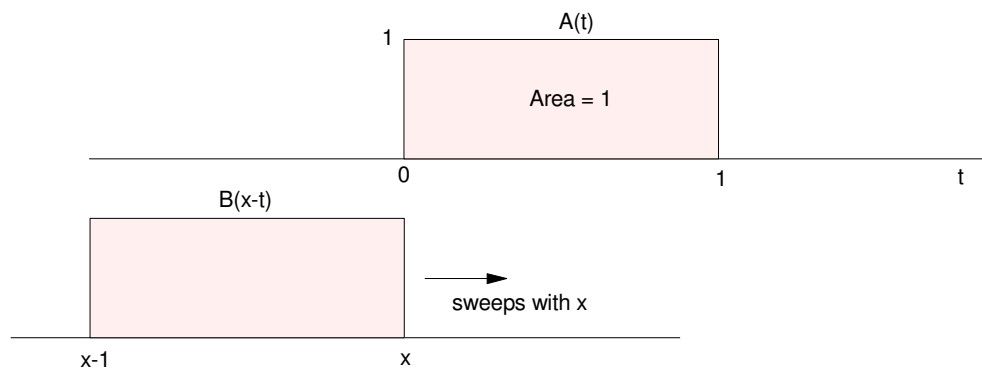 A(t)
1
Area = 1
0
1
t
B(x-t)
sweeps with x
x-1
x